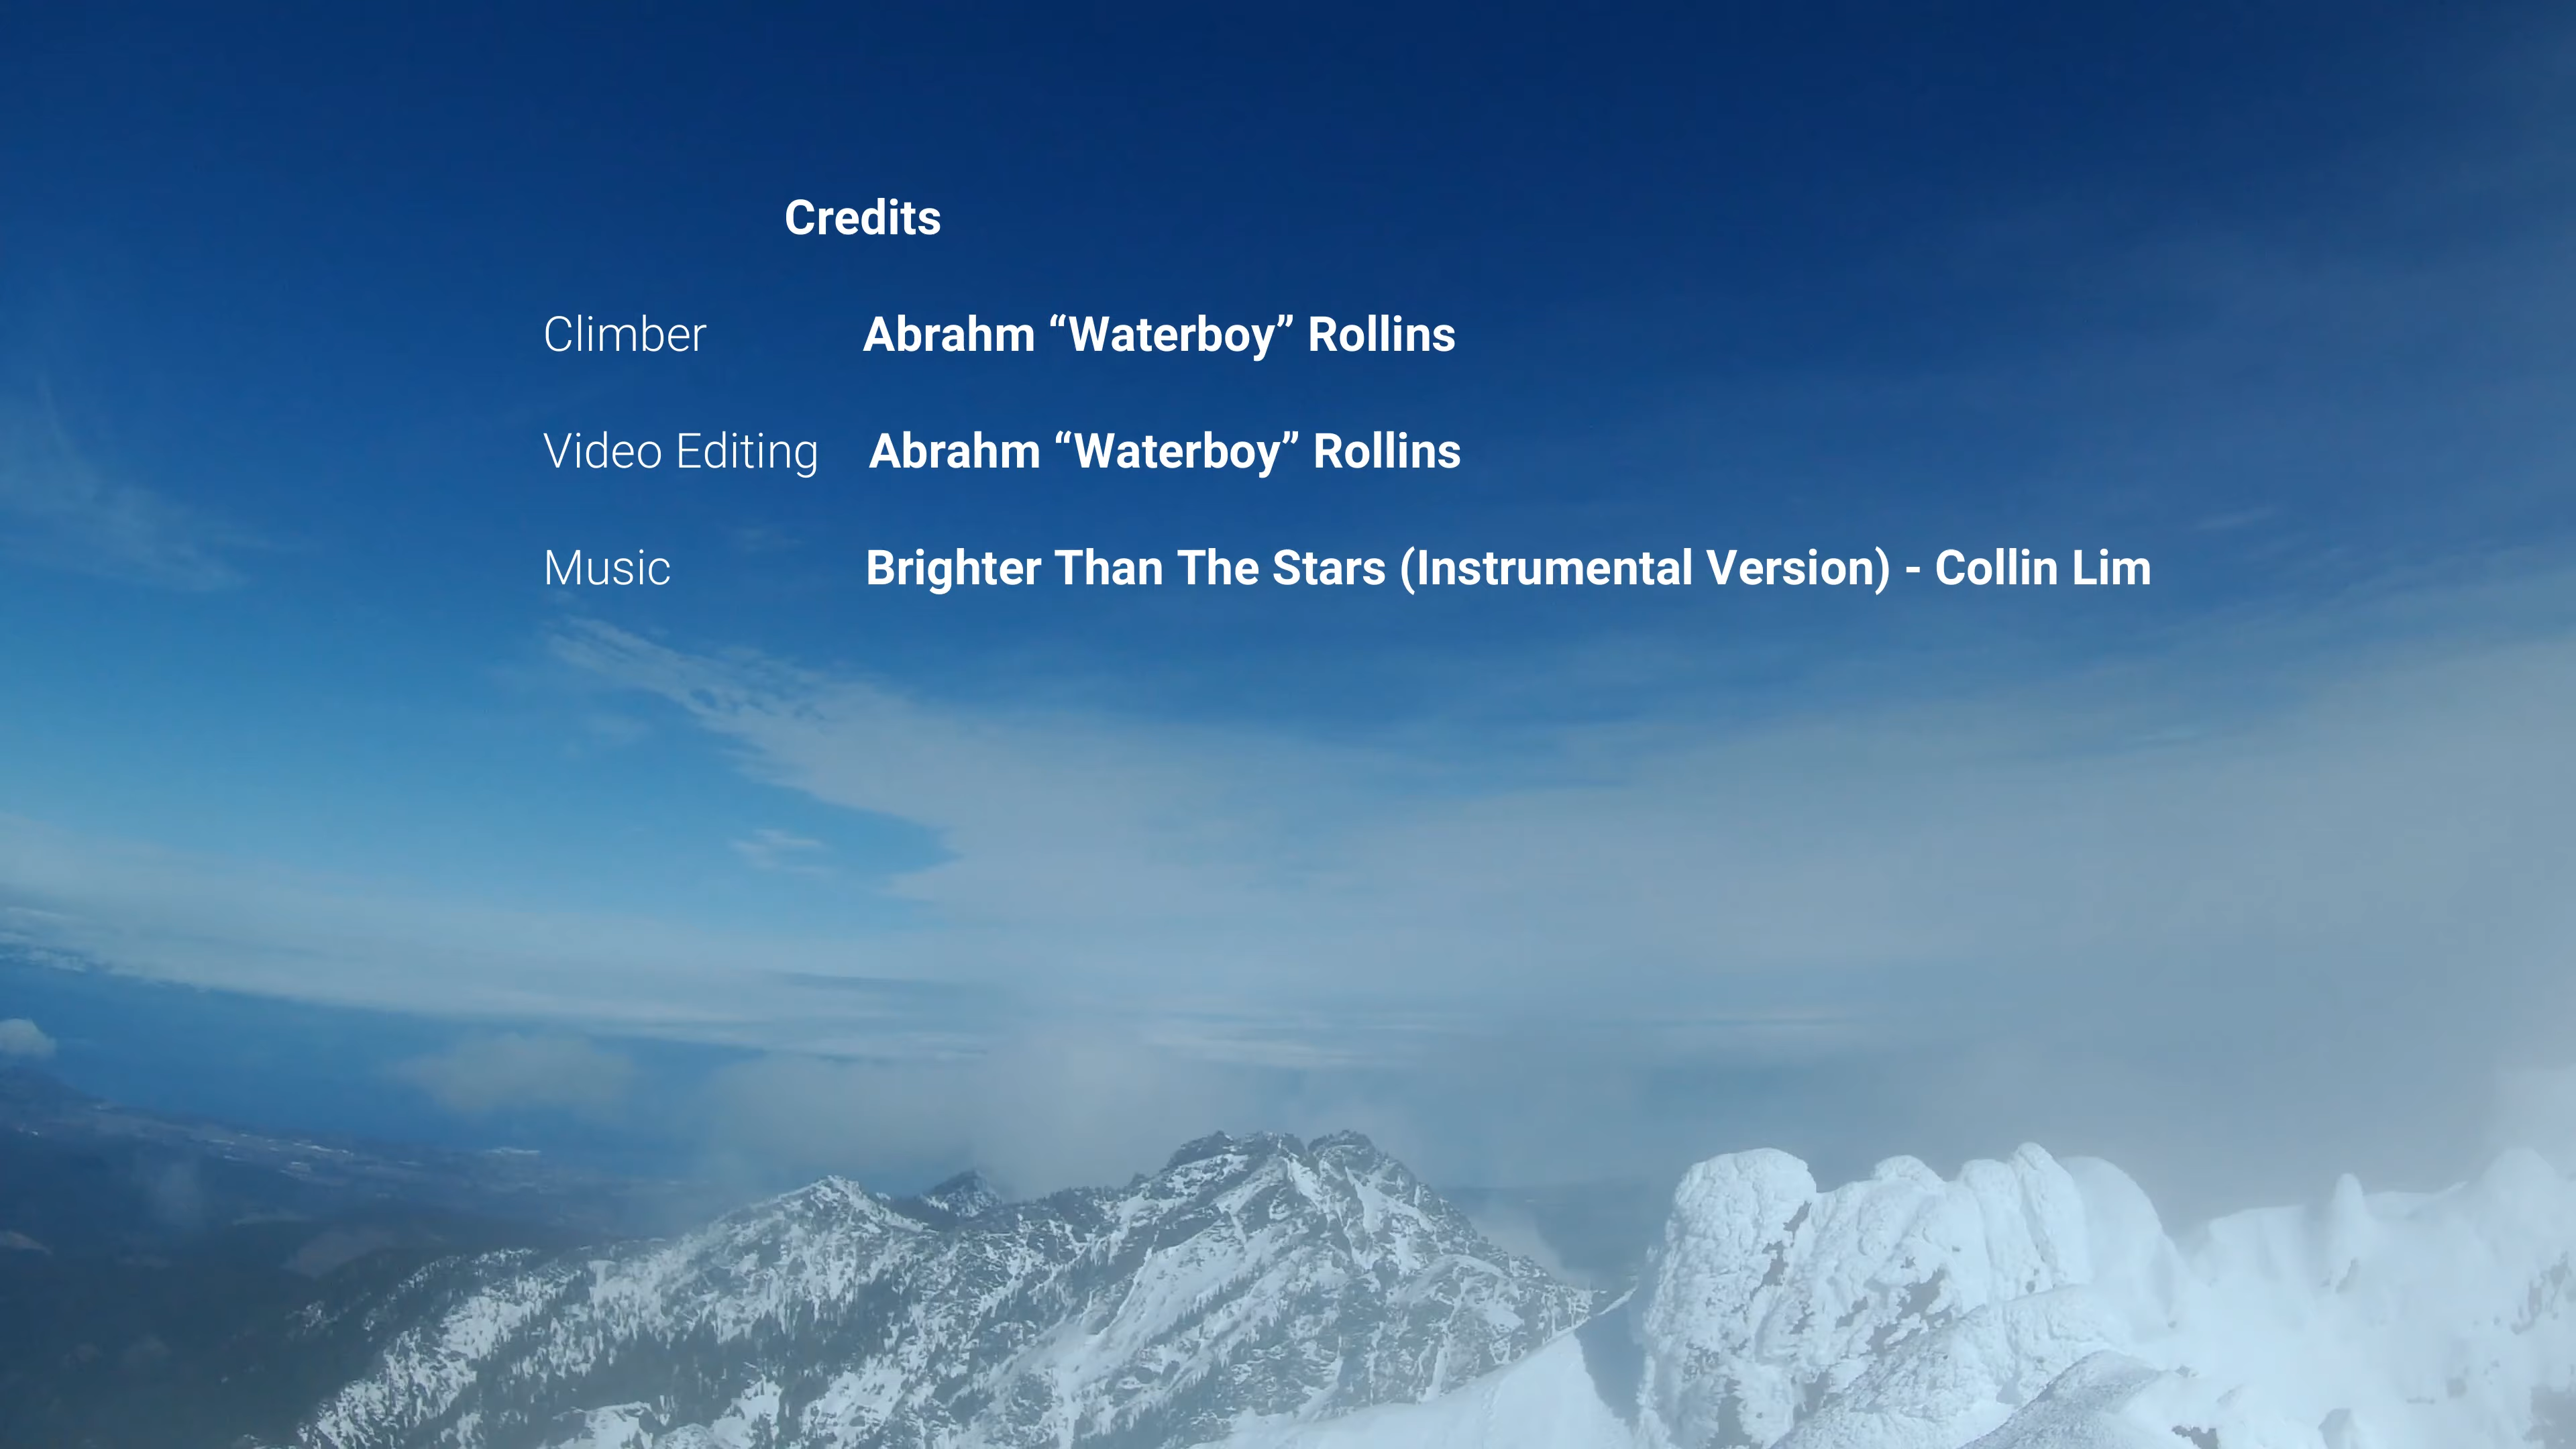 Credits
Climber Abrahm “Waterboy” Rollins
Video Editing Abrahm “Waterboy” Rollins
Music Brighter Than The Stars (Instrumental Version) - Collin Lim